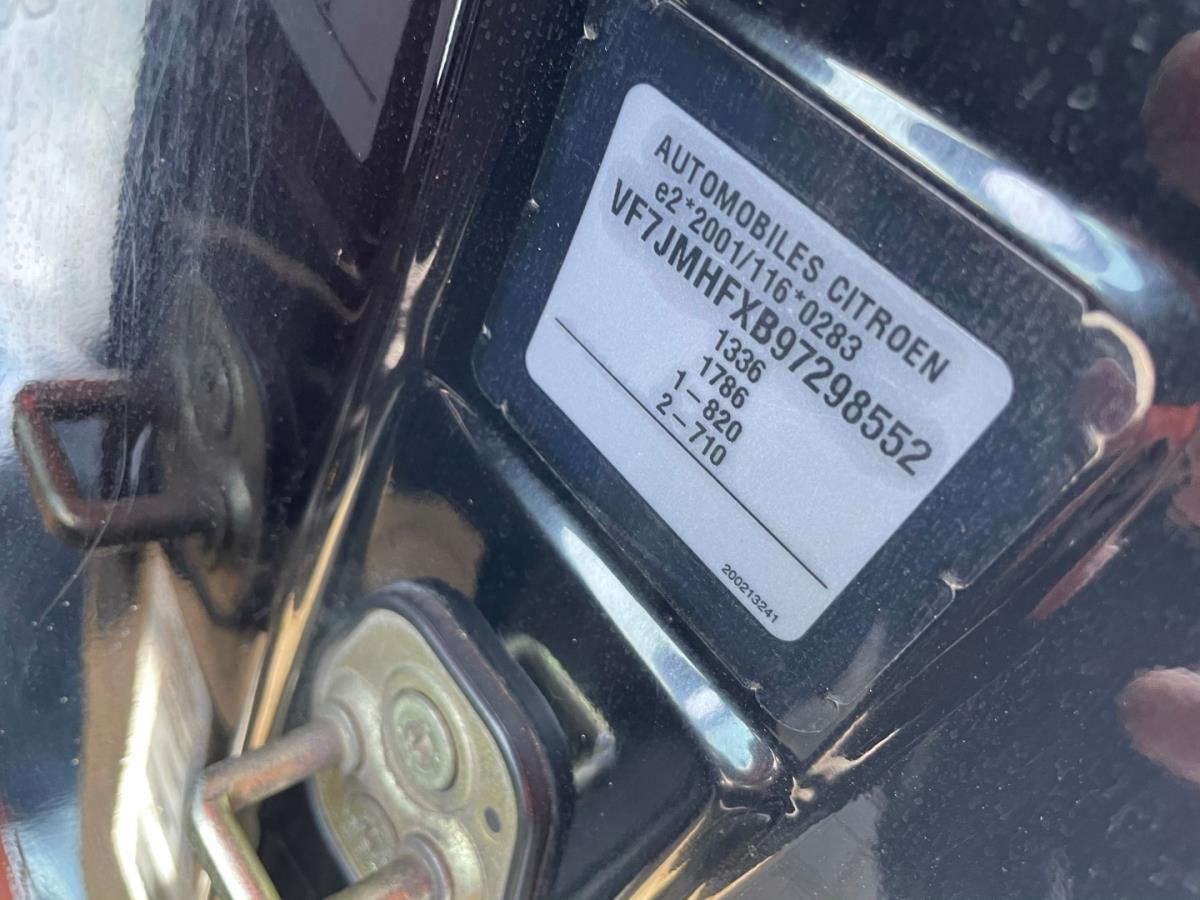 AUTOMOBILES CITROEN
e2*2001/116*0283
VF7JMHFXB97298552
1336
1786
1-820
2-710
200213241